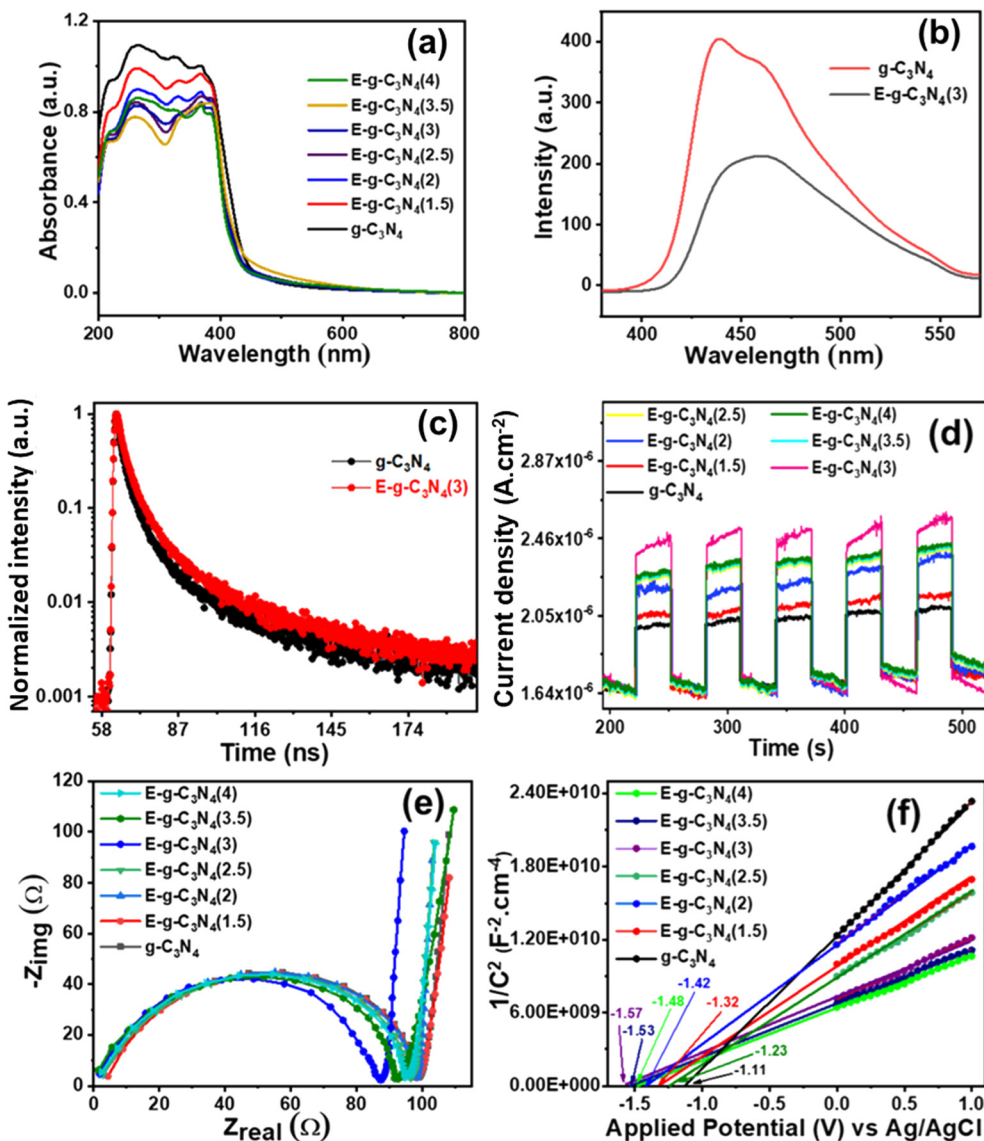 (a)
1.2
0.8
0.4
0.0
Absorbance (a.u.)
E-g-C₃N₄(4)
E-g-C₃N₄(3.5)
E-g-C₃N₄(3)
E-g-C₃N₄(2.5)
E-g-C₃N₄(2)
E-g-C₃N₄(1.5)
g-C₃N₄
200 400 600 800
Wavelength (nm)
(b)
400
300
200
100
0
Intensity (a.u.)
g-C₃N₄
E-g-C₃N₄(3)
400 450 500 550
Wavelength (nm)
(c)
1
0.1
0.01
0.001
Normalized intensity (a.u.)
g-C₃N₄
E-g-C₃N₄(3)
58 87 116 145 174
Time (ns)
(d)
E-g-C₃N₄(2.5) E-g-C₃N₄(4)
E-g-C₃N₄(2) E-g-C₃N₄(3.5)
E-g-C₃N₄(1.5) E-g-C₃N₄(3)
g-C₃N₄
2.87x10⁻⁶
2.46x10⁻⁶
2.05x10⁻⁶
1.64x10⁻⁶
Current density (A.cm⁻²)
200 300 400 500
Time (s)
(e)
120
100
80
60
40
20
0
-Zimg (Ω)
E-g-C₃N₄(4)
E-g-C₃N₄(3.5)
E-g-C₃N₄(3)
E-g-C₃N₄(2.5)
E-g-C₃N₄(2)
E-g-C₃N₄(1.5)
g-C₃N₄
0 20 40 60 80 100
Zreal (Ω)
(f)
2.40E+010
1.80E+010
1.20E+010
6.00E+009
0.00E+000
1/C² (F⁻².cm⁻⁴)
E-g-C₃N₄(4)
E-g-C₃N₄(3.5)
E-g-C₃N₄(3)
E-g-C₃N₄(2.5)
E-g-C₃N₄(2)
E-g-C₃N₄(1.5)
g-C₃N₄
-1.42
-1.48
-1.32
-1.57
-1.53
-1.23
-1.11
-1.5 -1.0 -0.5 0.0 0.5 1.0
Applied Potential (V) vs Ag/AgCl